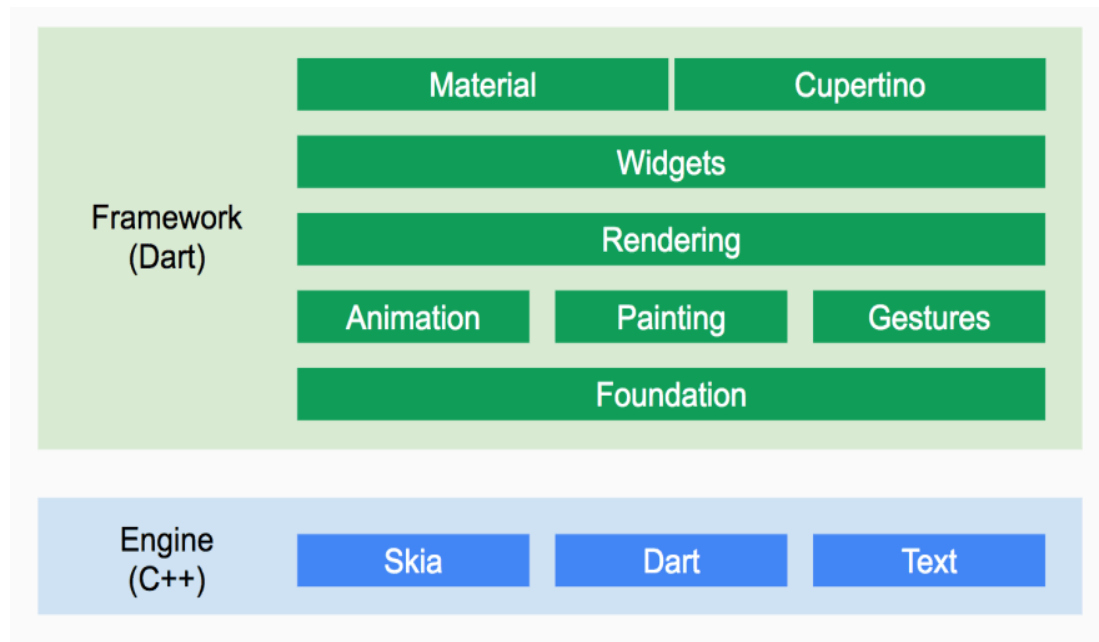 Material
Cupertino
Widgets
Framework
(Dart)
Rendering
Animation
Painting
Gestures
Foundation
Engine
(C++)
Skia
Dart
Text